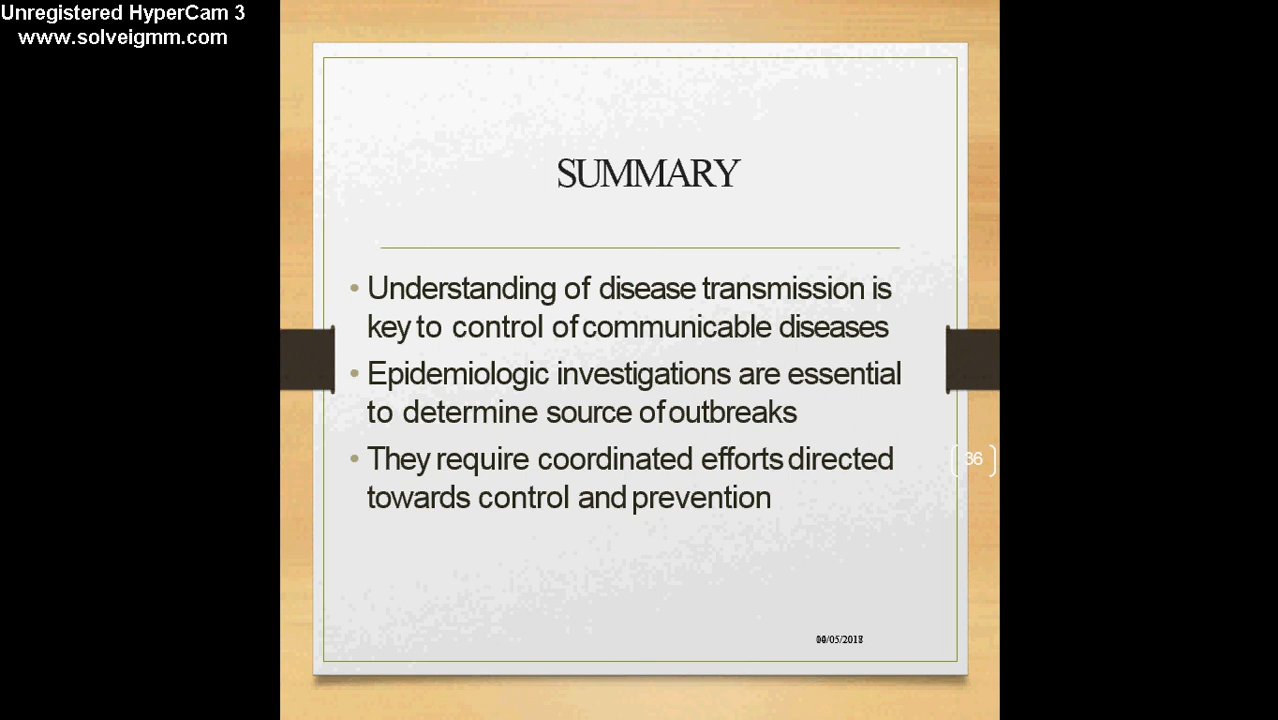 Unregistered HyperCam 3
www.solveigmm.com
SUMMARY
• Understanding of disease transmission is
key to control of communicable diseases
• Epidemiologic investigations are essential
to determine source of outbreaks
• They require coordinated efforts directed
towards control and prevention
36